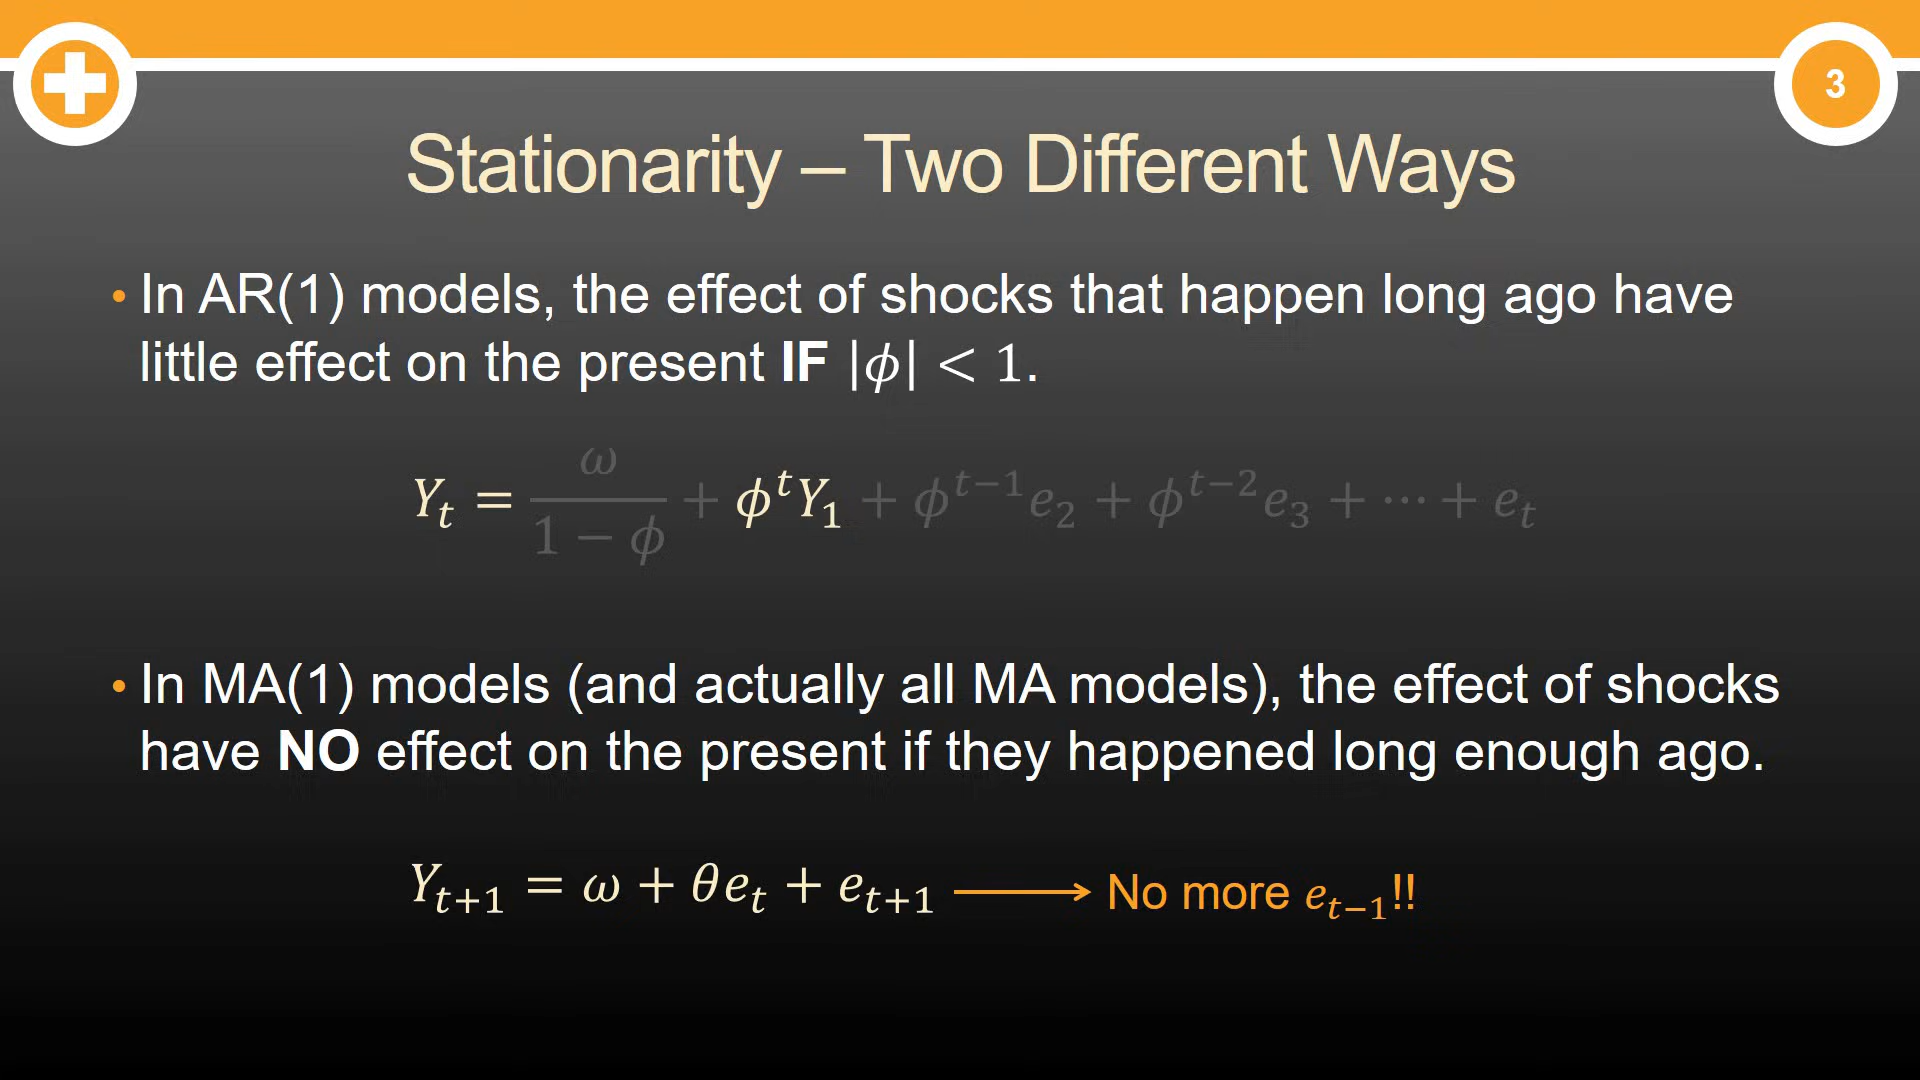 3
Stationarity – Two Different Ways
• In AR(1) models, the effect of shocks that happen long ago have
little effect on the present IF |ϕ| < 1.
Y_t = ω/(1 − ϕ) + ϕ^t Y_1 + ϕ^{t−1} e_2 + ϕ^{t−2} e_3 + ⋯ + e_t
• In MA(1) models (and actually all MA models), the effect of shocks
have NO effect on the present if they happened long enough ago.
Y_{t+1} = ω + θe_t + e_{t+1} → No more e_{t−1}!!